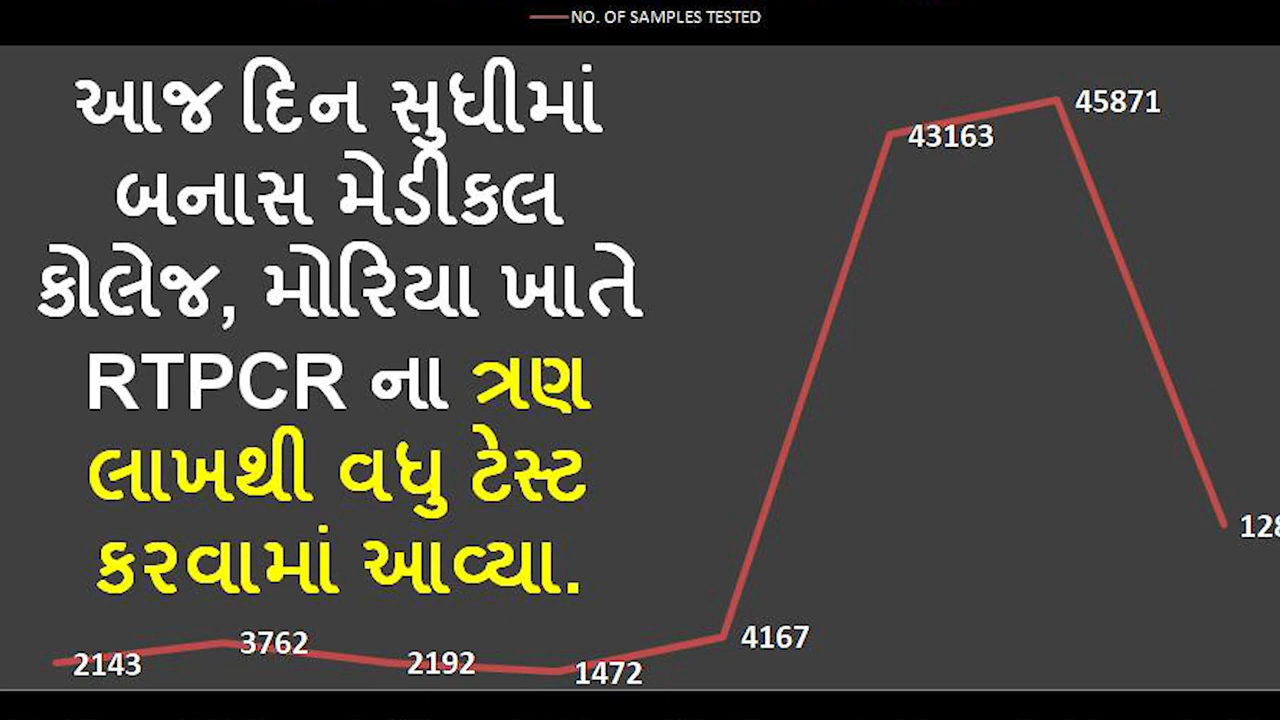 NO. OF SAMPLES TESTED
આજ દિન સુધીમાં
બનાસ મેડીકલ
કોલેજ, મોરિયા ખાતે
RTPCR ના ત્રણ
લાખથી વધુ ટેસ્ટ
કરવામાં આવ્યા.
45871
43163
4167
3762
2143
2192
1472